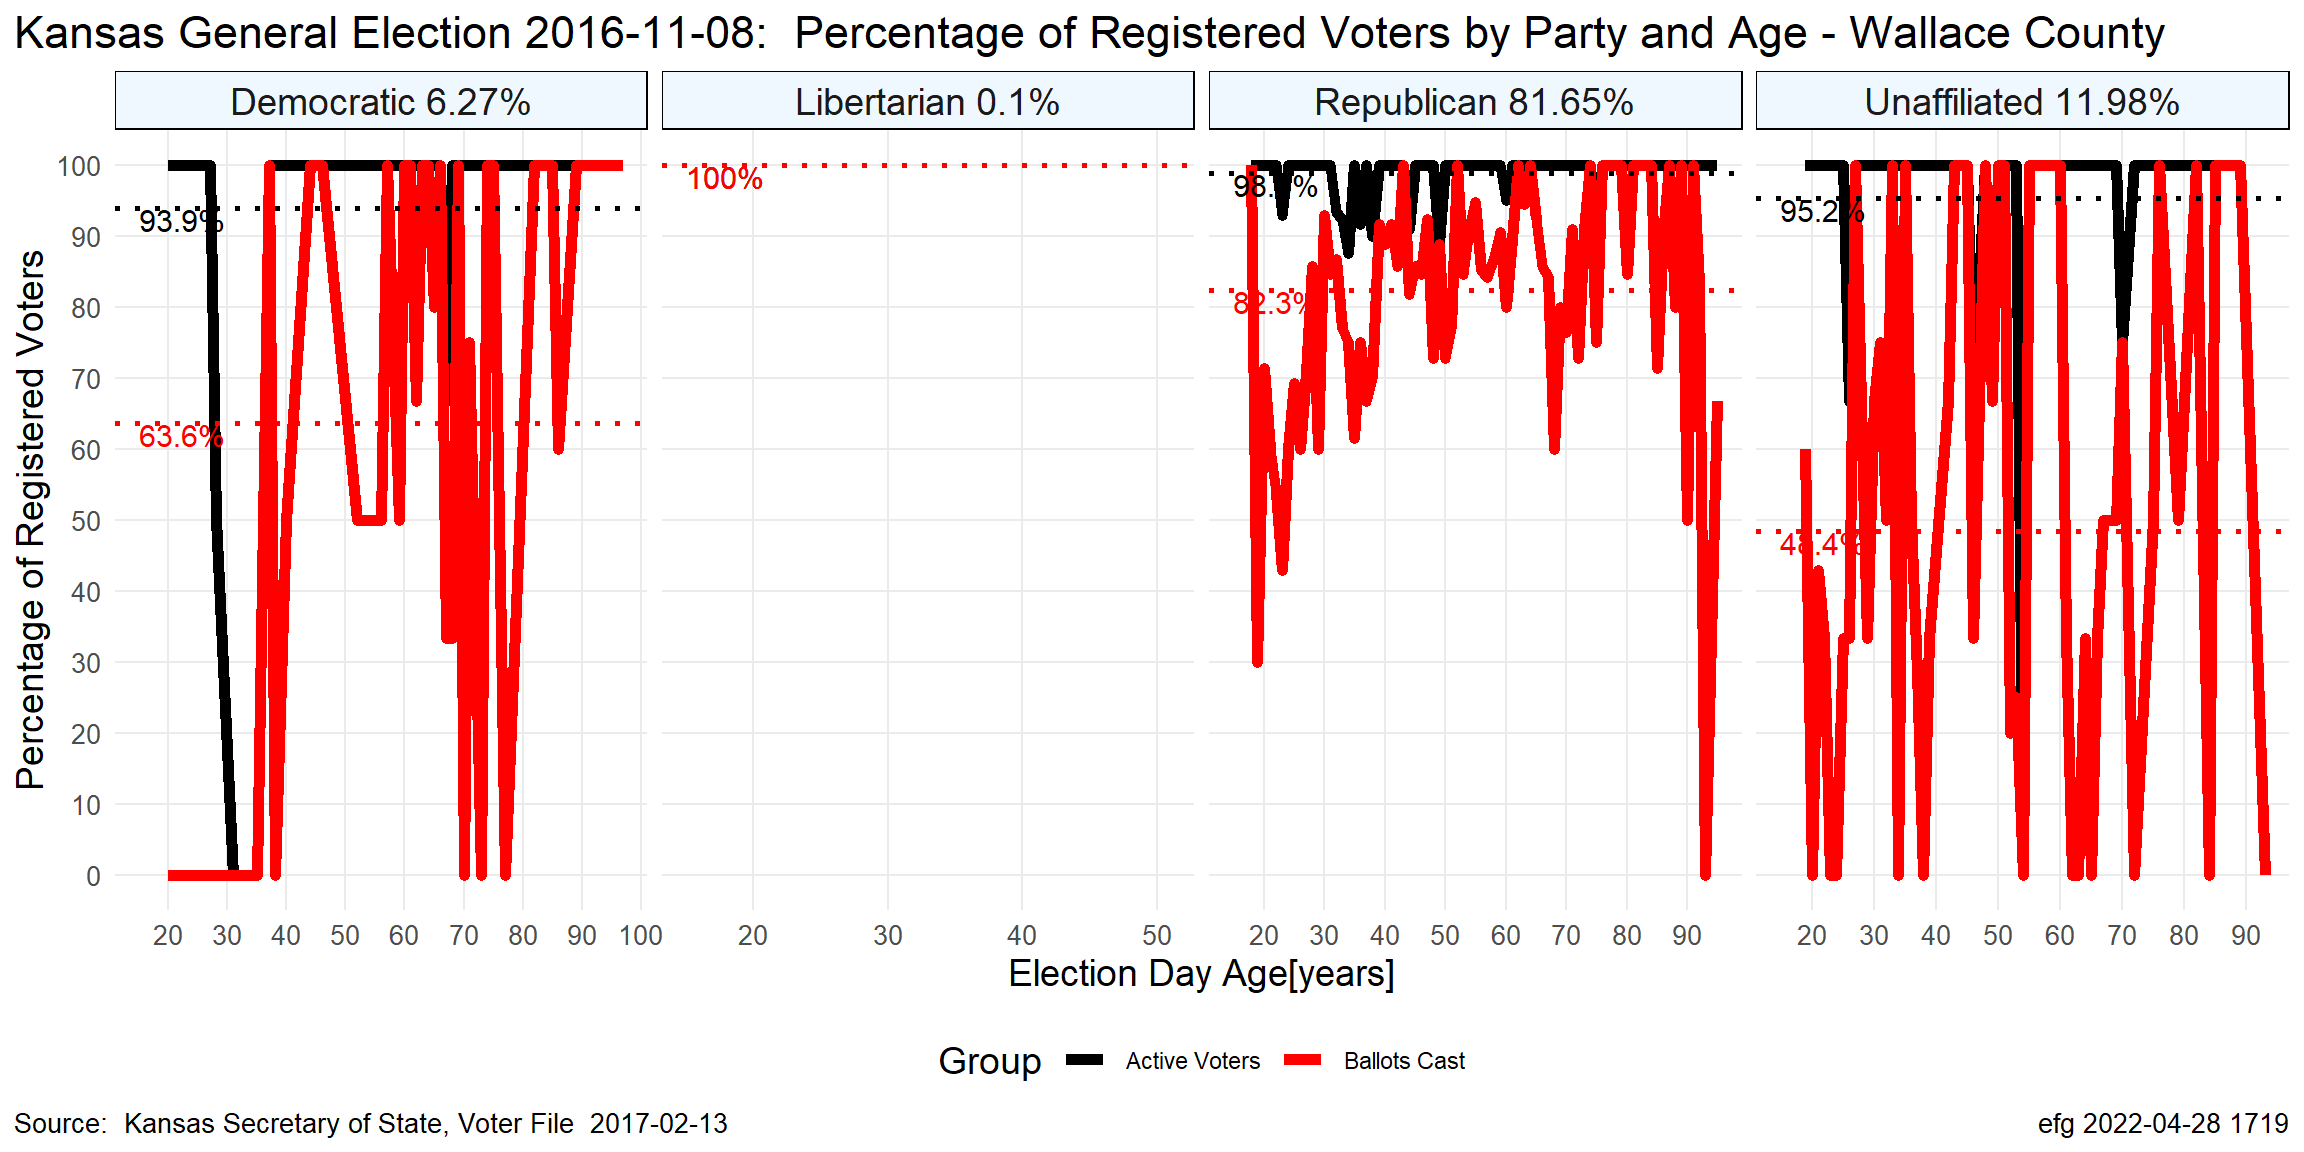 Kansas General Election 2016-11-08:  Percentage of Registered Voters by Party and Age - Wallace County
Democratic 6.27%
Libertarian 0.1%
Republican 81.65%
Unaffiliated 11.98%
Percentage of Registered Voters
100
90
80
70
60
50
40
30
20
10
0
93.9%
63.6%
100%
82.3%
95.2%
48.4%
20 30 40 50 60 70 80 90 100
20 30 40 50
20 30 40 50 60 70 80 90
20 30 40 50 60 70 80 90
Election Day Age[years]
Group Active Voters Ballots Cast
Source:  Kansas Secretary of State, Voter File  2017-02-13
efg 2022-04-28 1719